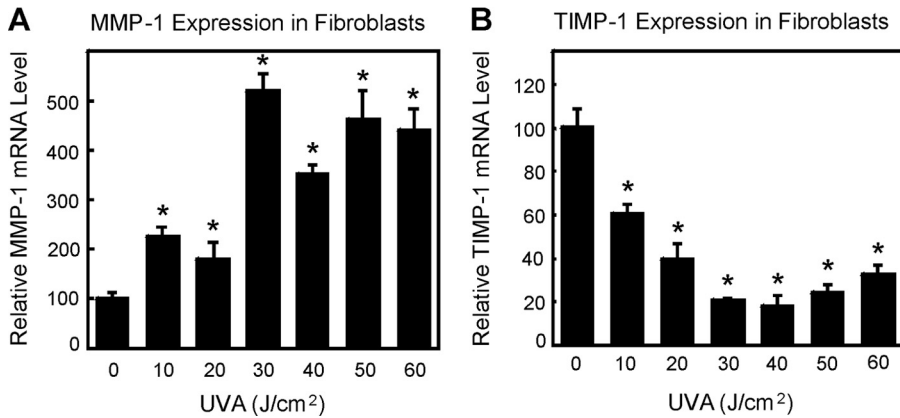 A
MMP-1 Expression in Fibroblasts
Relative MMP-1 mRNA Level
500
400
300
200
100
0
*
*
*
*
*
*
0 10 20 30 40 50 60
UVA (J/cm²)
B
TIMP-1 Expression in Fibroblasts
Relative TIMP-1 mRNA Level
120
100
80
60
40
20
0
*
*
*
*
*
*
0 10 20 30 40 50 60
UVA (J/cm²)